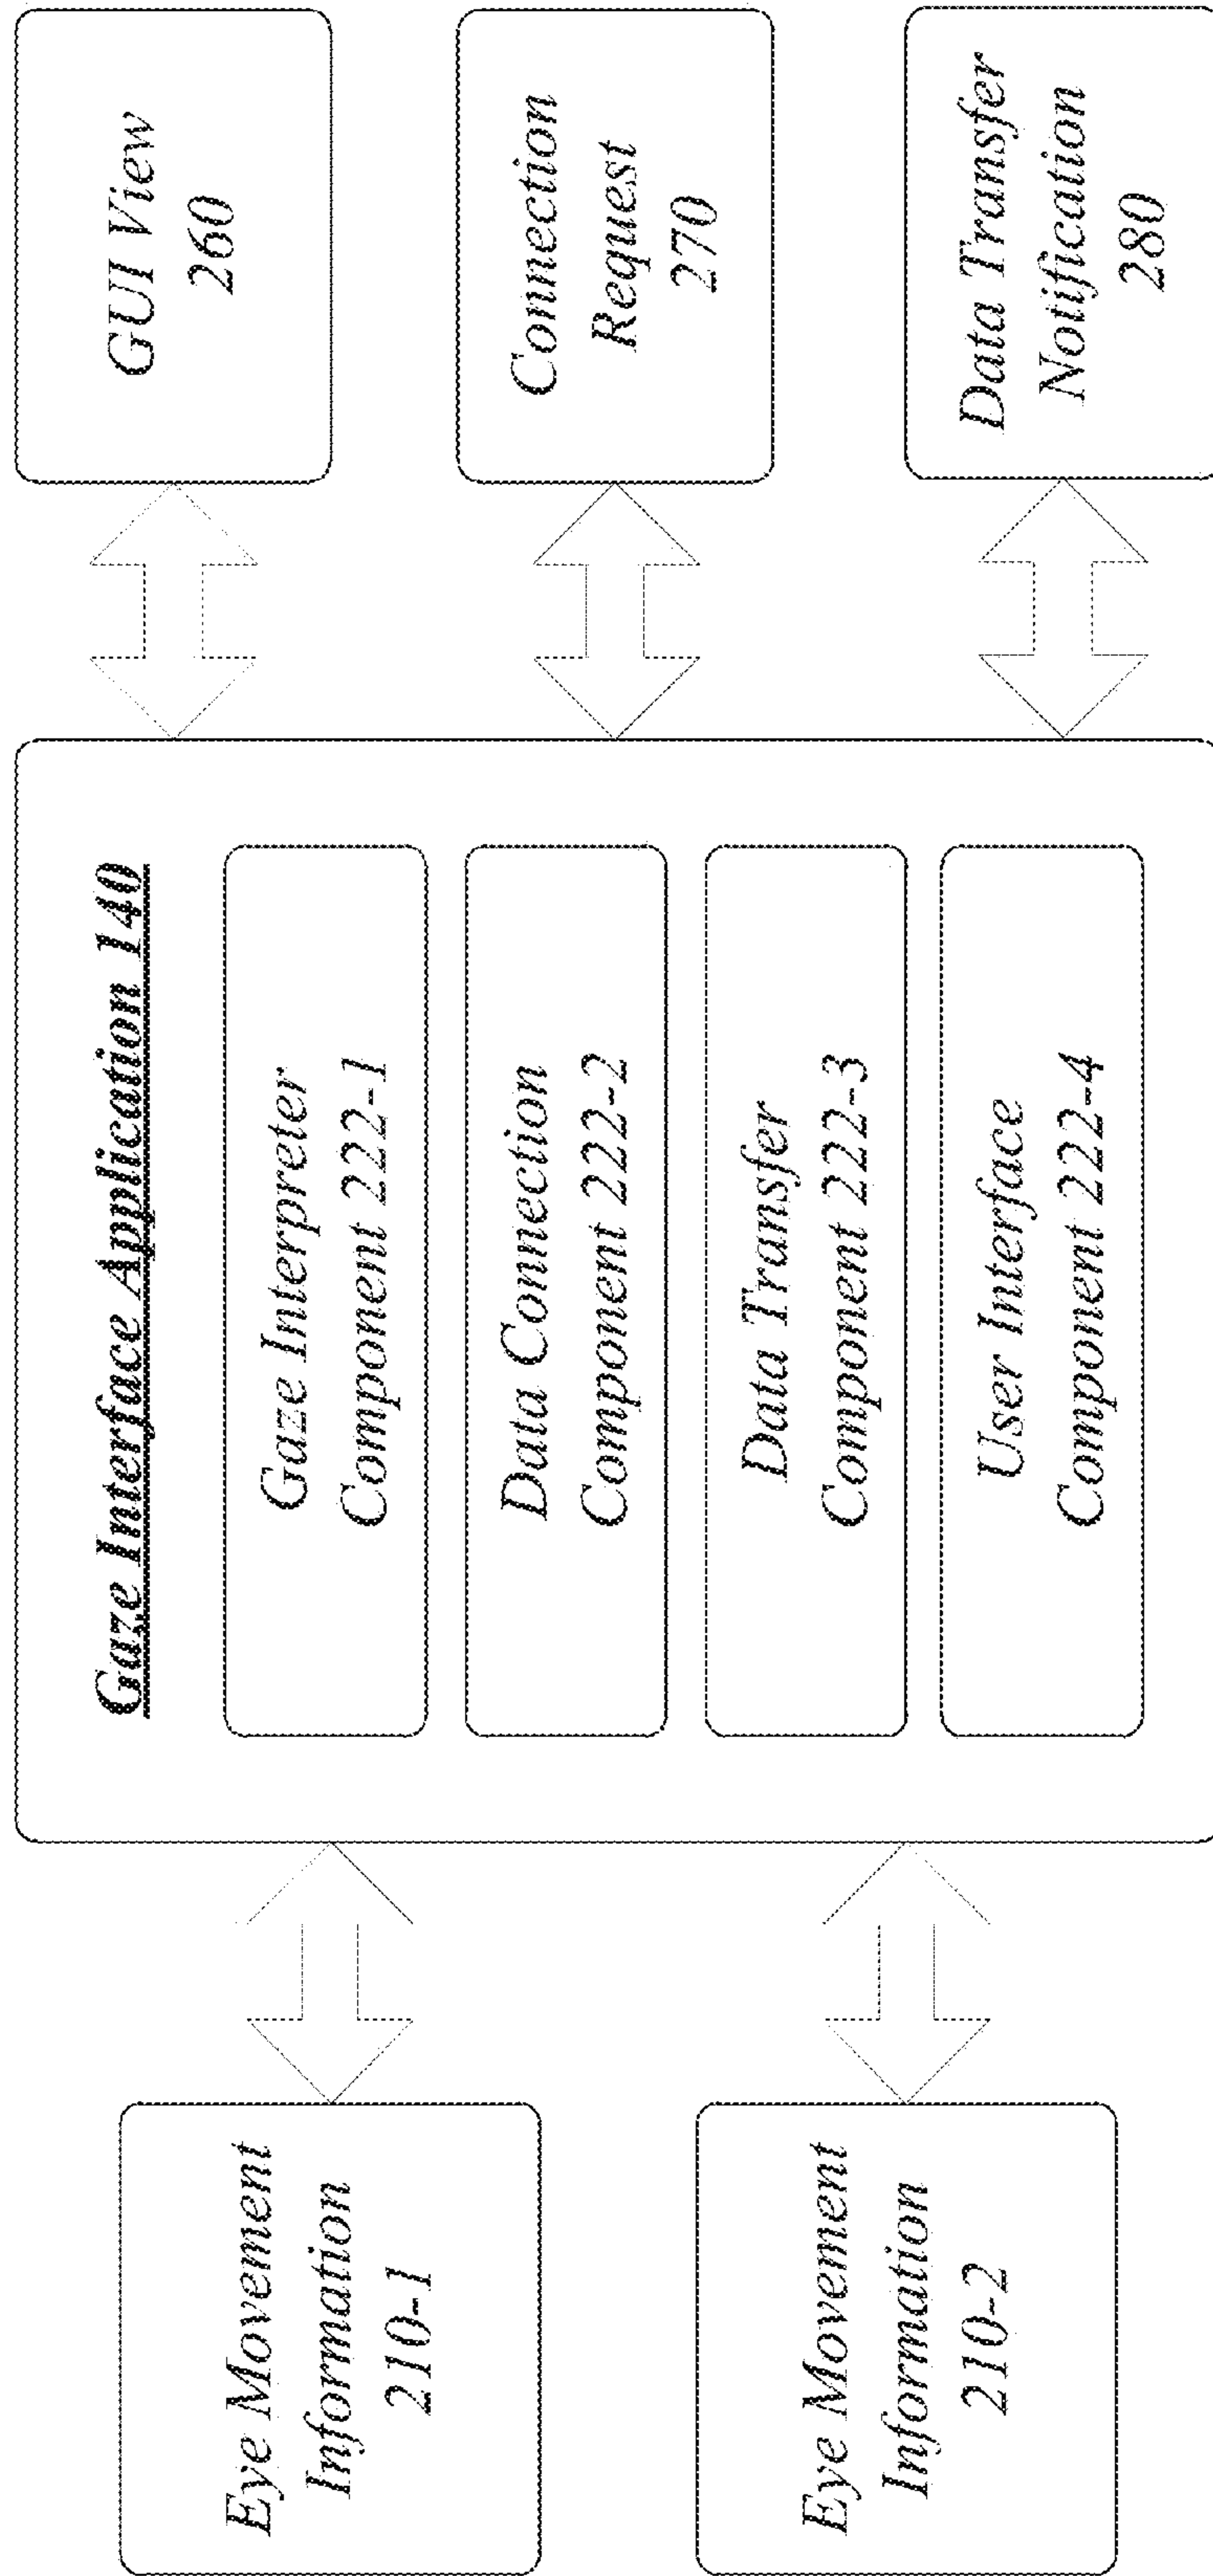 Eye Movement
Information
210-1
Eye Movement
Information
210-2
Gaze Interface Application 140
Gaze Interpreter
Component 222-1
Data Connection
Component 222-2
Data Transfer
Component 222-3
User Interface
Component 222-4
GUI View
260
Connection
Request
270
Data Transfer
Notification
280